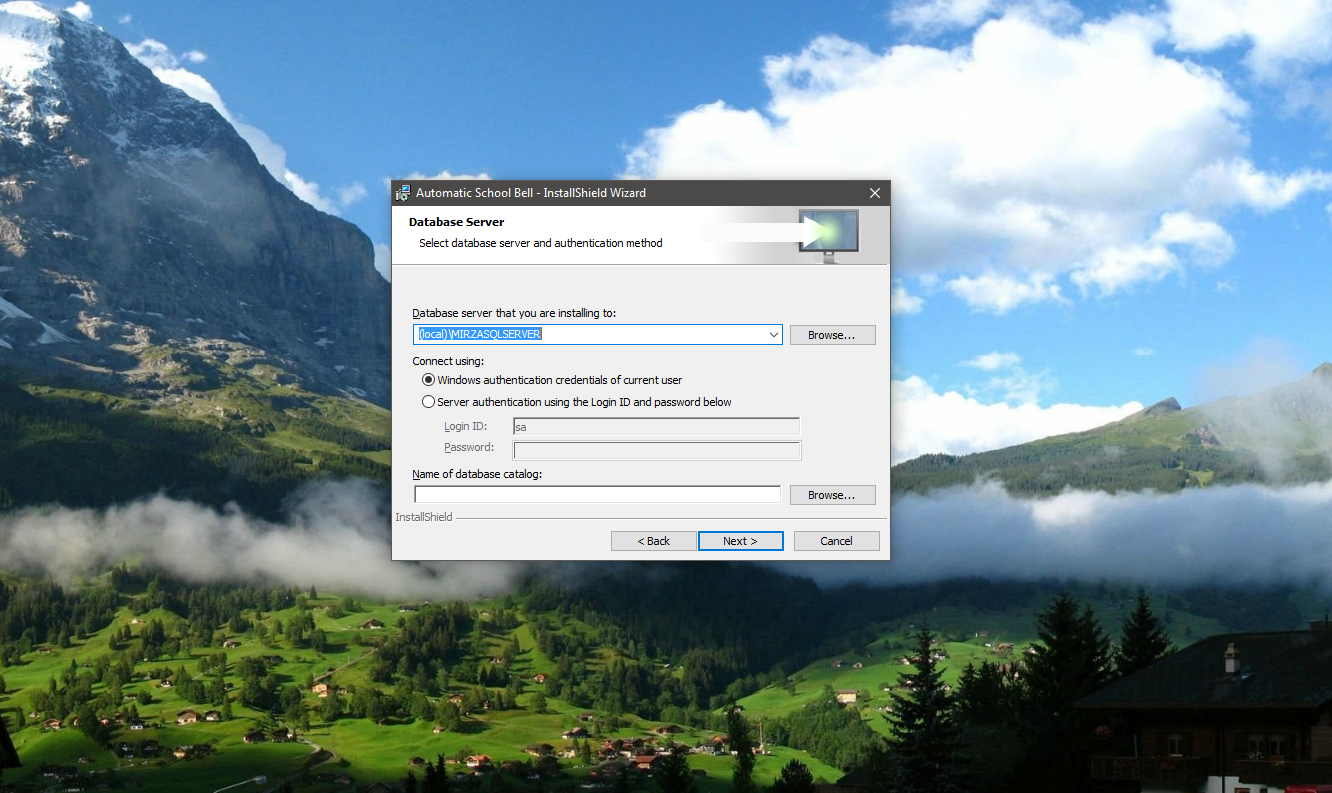 Automatic School Bell - InstallShield Wizard
Database Server
Select database server and authentication method
Database server that you are installing to:
(local)\MIRZASQLSERVER
Browse...
Connect using:
Windows authentication credentials of current user
Server authentication using the Login ID and password below
Login ID:
sa
Password:
Name of database catalog:
Browse...
InstallShield
< Back
Next >
Cancel